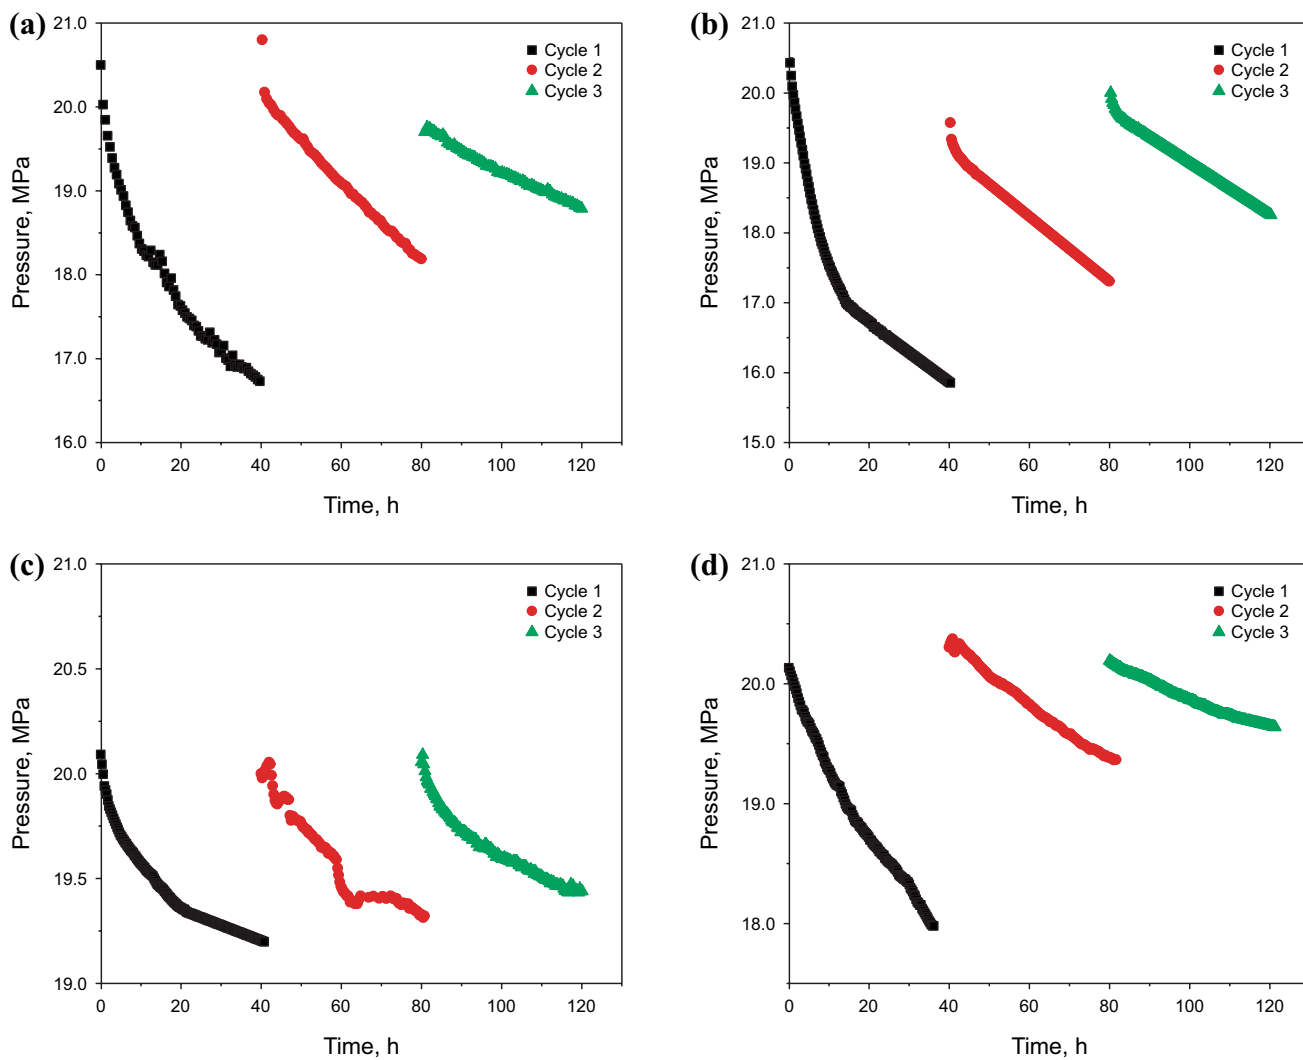 (a)
21.0
20.0
19.0
18.0
17.0
16.0
Pressure, MPa
Cycle 1
Cycle 2
Cycle 3
0 20 40 60 80 100 120
Time, h
(b)
21.0
20.0
19.0
18.0
17.0
16.0
15.0
Pressure, MPa
Cycle 1
Cycle 2
Cycle 3
0 20 40 60 80 100 120
Time, h
(c)
21.0
20.5
20.0
19.5
19.0
Pressure, MPa
Cycle 1
Cycle 2
Cycle 3
0 20 40 60 80 100 120
Time, h
(d)
21.0
20.0
19.0
18.0
Pressure, MPa
Cycle 1
Cycle 2
Cycle 3
0 20 40 60 80 100 120
Time, h